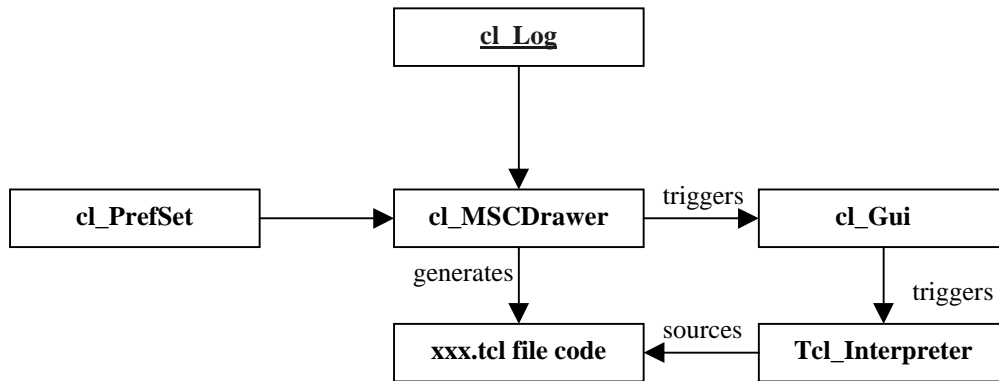 cl_Log
cl_PrefSet
cl_MSCDrawer
triggers
cl_Gui
generates
triggers
xxx.tcl file code
sources
Tcl_Interpreter